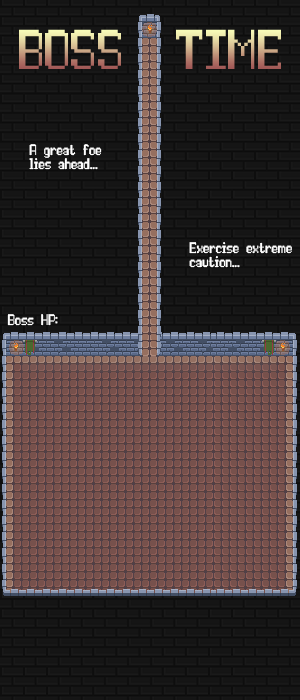 BOSS TIME
A great foe
lies ahead...
Exercise extreme
caution...
Boss HP: